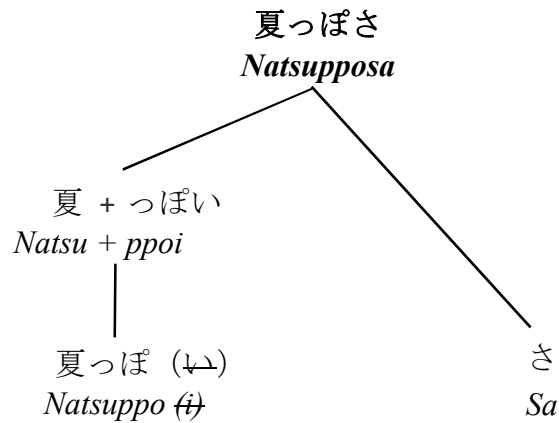 夏っぽさ
Natsupposa
夏 + っぽい
Natsu + ppoi
夏っぽ (い)
Natsuppo (i)
さ
Sa